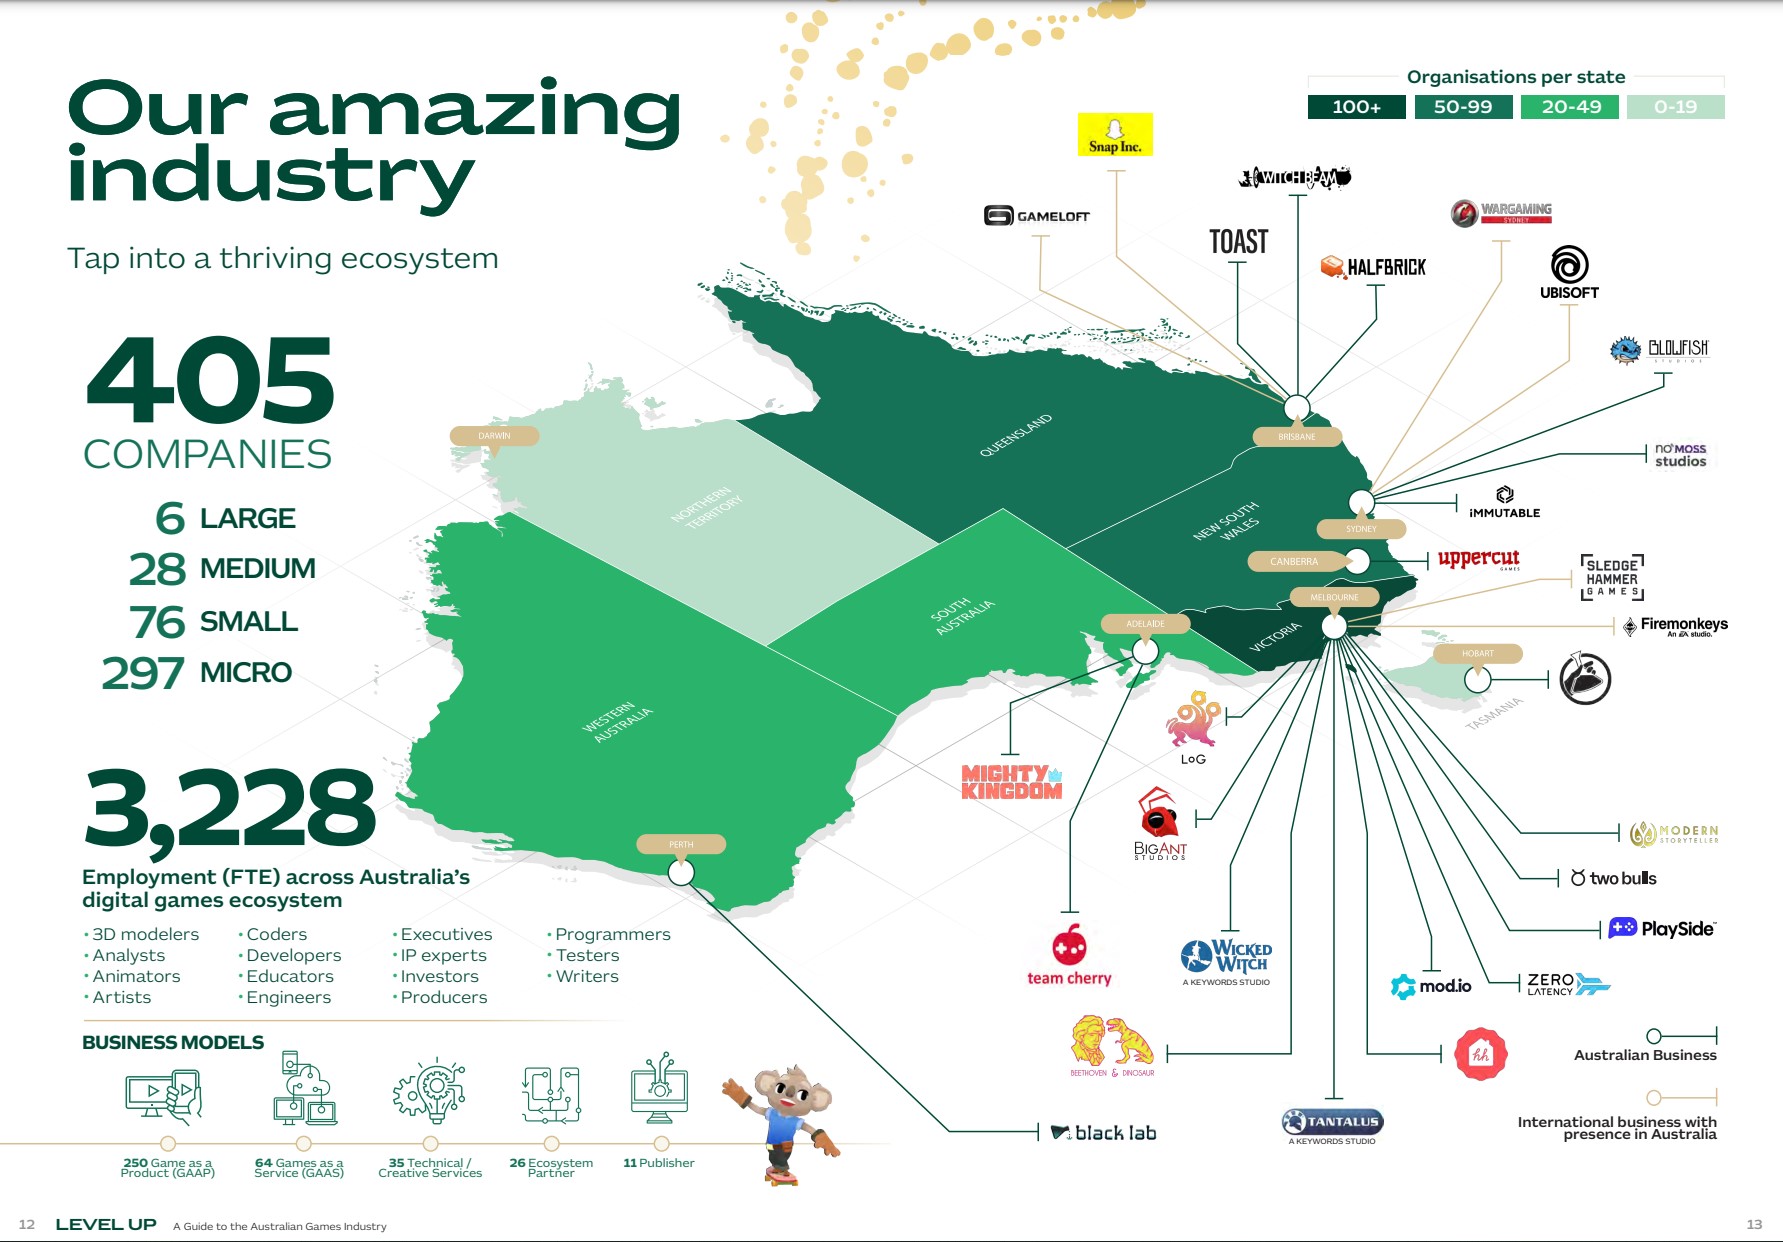 Our amazing
industry
Tap into a thriving ecosystem
405
COMPANIES
6 LARGE
28 MEDIUM
76 SMALL
297 MICRO
3,228
Employment (FTE) across Australia's
digital games ecosystem
• 3D modelers
• Analysts
• Animators
• Artists
• Coders
• Developers
• Educators
• Engineers
• Executives
• IP experts
• Investors
• Producers
• Programmers
• Testers
• Writers
BUSINESS MODELS
250 Game as a
Product (GAAP)
64 Games as a
Service (GAAS)
35 Technical /
Creative Services
26 Ecosystem
Partner
11 Publisher
Organisations per state
100+ 50-99 20-49 0-19
Snap Inc.
GAMELOFT
WITCH BEAM
TOAST
HALFBRICK
WARGAMING
SYDNEY
UBISOFT
BLOWFISH
STUDIOS
no moss
studios
iMMUTABLE
uppercut
GAMES
SLEDGE
HAMMER
GAMES
Firemonkeys
An EA studio.
DARWIN
BRISBANE
SYDNEY
CANBERRA
MELBOURNE
ADELAIDE
HOBART
PERTH
QUEENSLAND
NORTHERN
TERRITORY
NEW SOUTH
WALES
SOUTH
AUSTRALIA
VICTORIA
WESTERN
AUSTRALIA
TASMANIA
MIGHTY
KINGDOM
LoG
BIGANT
STUDIOS
team cherry
WICKED
WITCH
A KEYWORDS STUDIO
BEETHOVEN & DINOSAUR
black lab
TANTALUS
A KEYWORDS STUDIO
hh
mod.io
ZERO
LATENCY
PlaySide™
two bulls
MODERN
STORYTELLER
Australian Business
International business with
presence in Australia
12 LEVEL UP A Guide to the Australian Games Industry
13